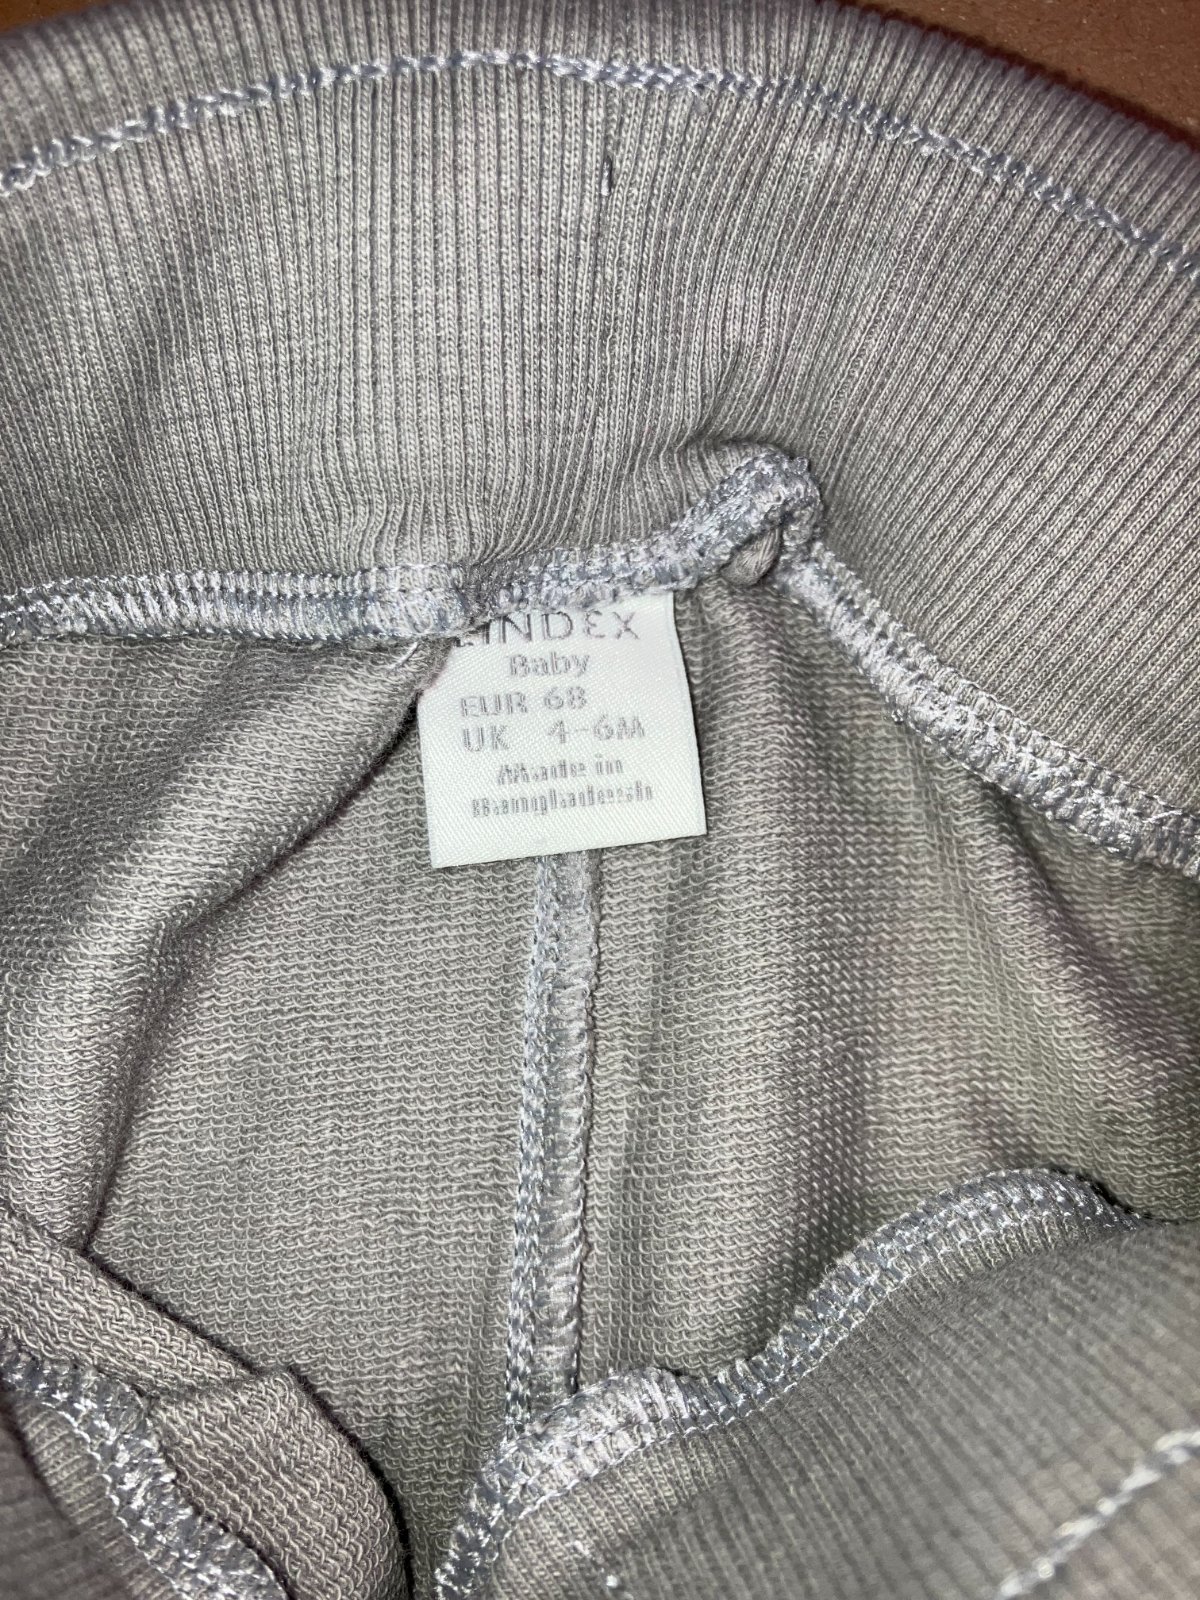 LINDEX
Baby
EUR 68
UK 4-6M
Made in
Bangladesh